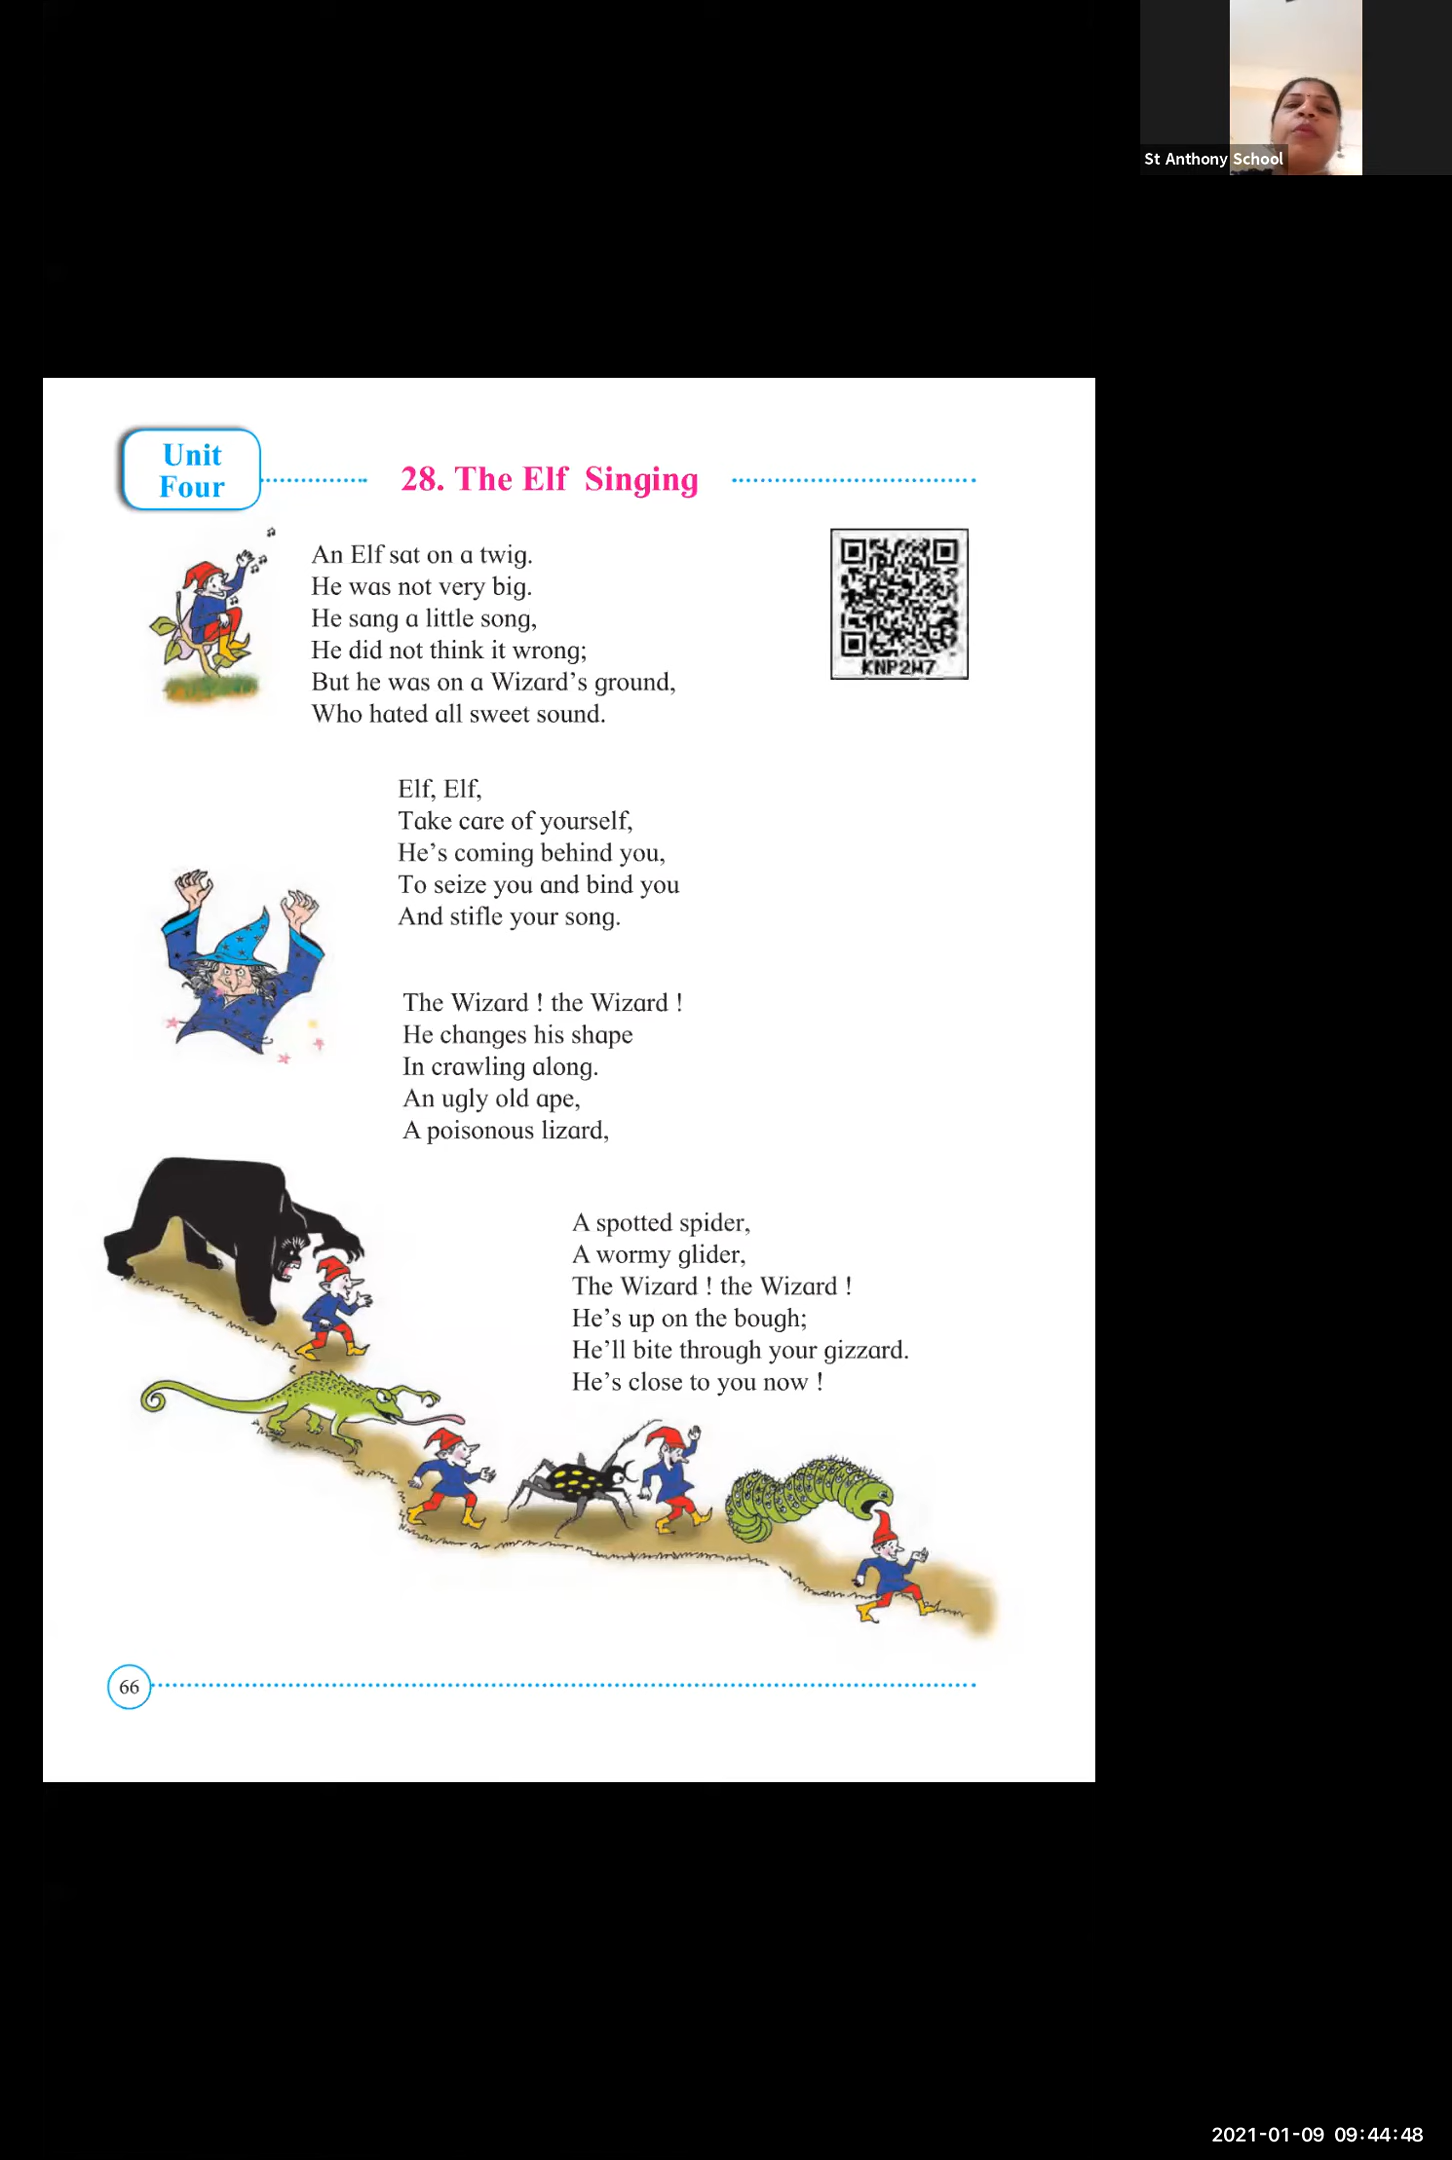 St Anthony School
Unit
Four
28. The Elf Singing
An Elf sat on a twig.
He was not very big.
He sang a little song,
He did not think it wrong;
But he was on a Wizard's ground,
Who hated all sweet sound.
KNP2W7
Elf, Elf,
Take care of yourself,
He's coming behind you,
To seize you and bind you
And stifle your song.
The Wizard ! the Wizard !
He changes his shape
In crawling along.
An ugly old ape,
A poisonous lizard,
A spotted spider,
A wormy glider,
The Wizard ! the Wizard !
He's up on the bough;
He'll bite through your gizzard.
He's close to you now !
66
2021-01-09 09:44:48